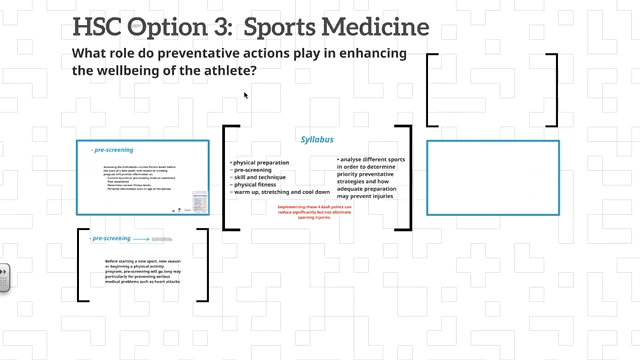 HSC Option 3: Sports Medicine
What role do preventative actions play in enhancing
the wellbeing of the athlete?
- pre-screening
Syllabus
• physical preparation
– pre-screening
– skill and technique
– physical fitness
– warm up, stretching and cool down
• analyse different sports
in order to determine
priority preventative
strategies and how
adequate preparation
may prevent injuries
Implementing these 4 dash points can
reduce significantly but not eliminate
sporting injuries.
- pre-screening
Before starting a new sport, new season
or beginning a physical activity
program, pre-screening will go long way
particularly for preventing serious
medical problems such as heart attacks.